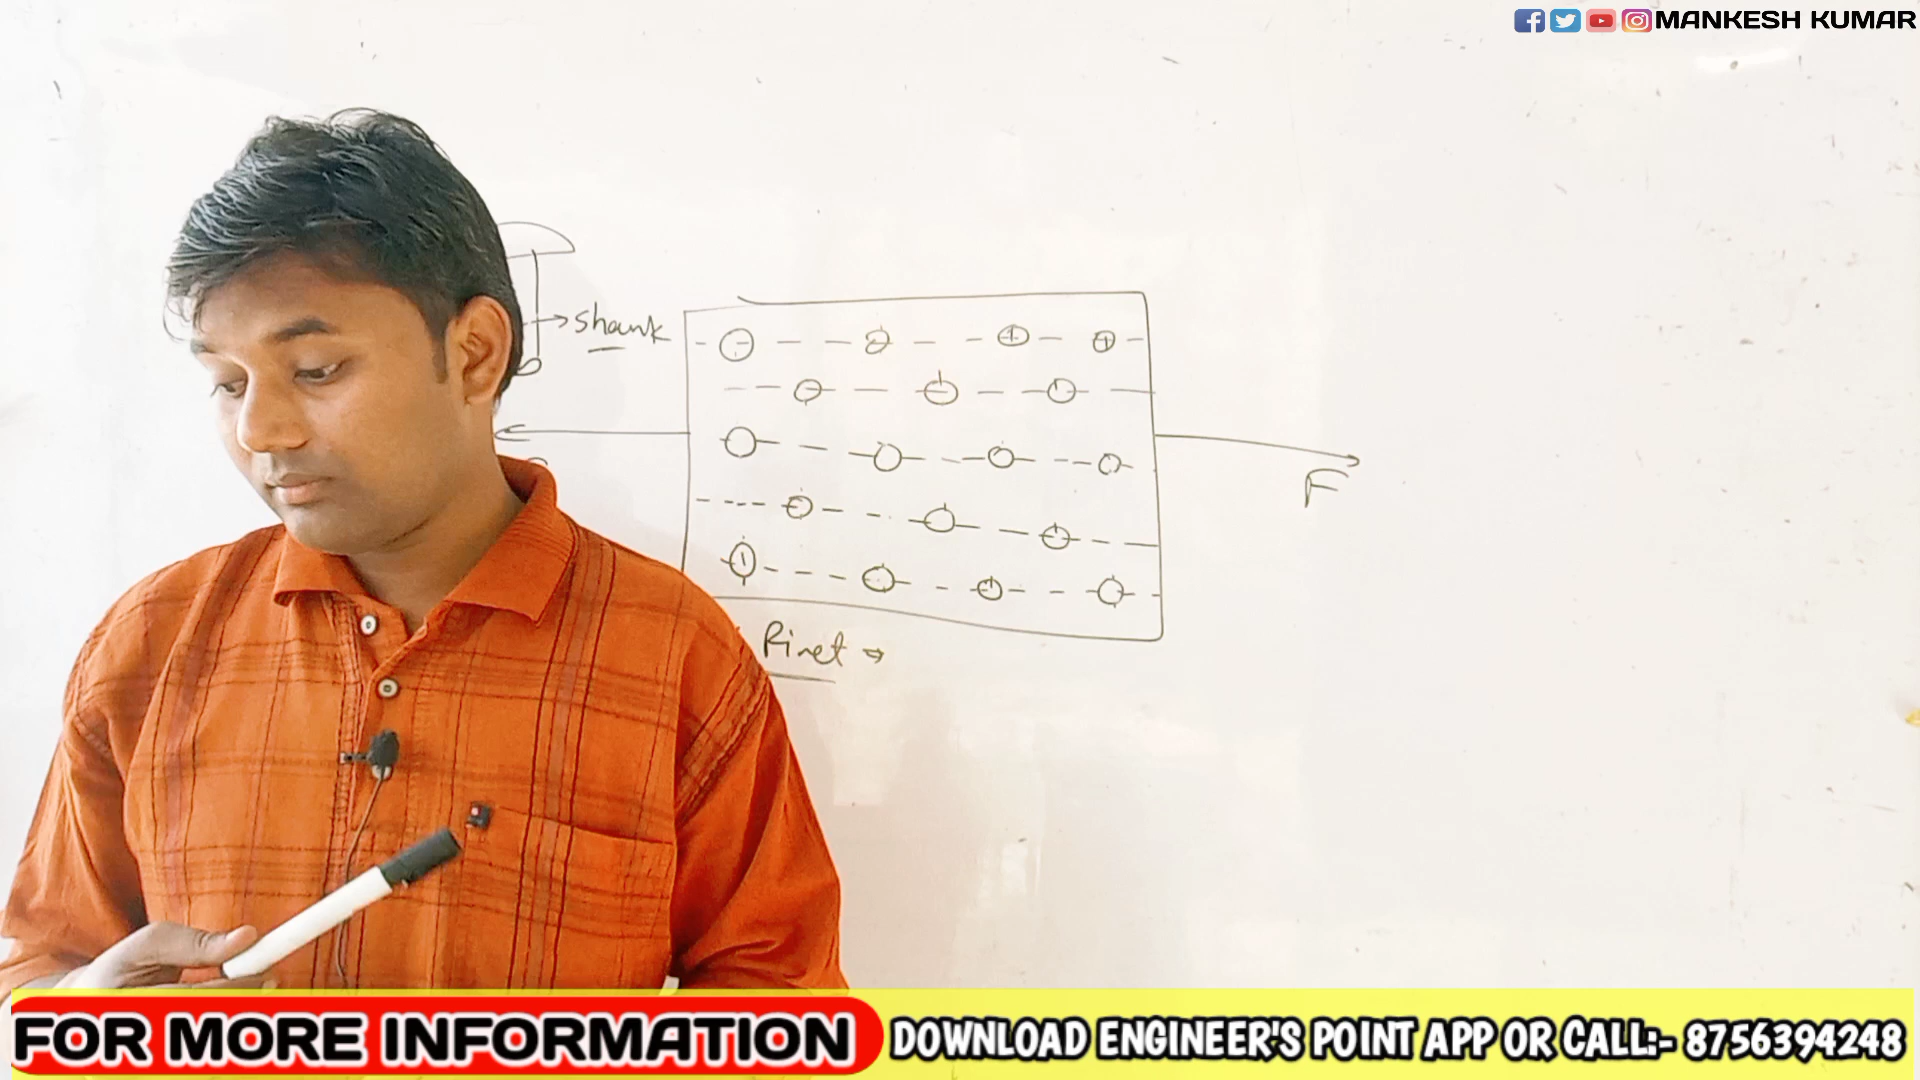 MANKESH KUMAR
shank
F
Rivet →
FOR MORE INFORMATION
DOWNLOAD ENGINEER'S POINT APP OR CALL:- 8756394248